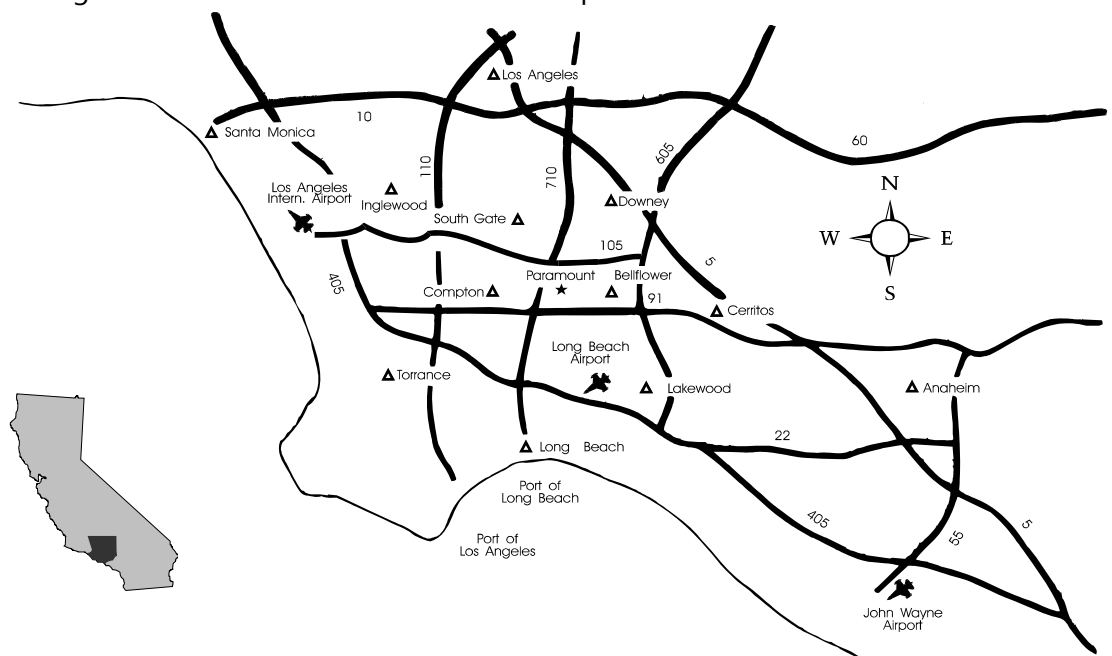 Los Angeles
10
Santa Monica
60
605
110
710
N
Los Angeles
Intern. Airport
Inglewood
Downey
South Gate
W
E
105
5
S
Paramount
Bellflower
405
Compton
91
Cerritos
Long Beach
Airport
Torrance
Lakewood
Anaheim
22
Long Beach
Port of
Long Beach
405
5
55
Port of
Los Angeles
John Wayne
Airport